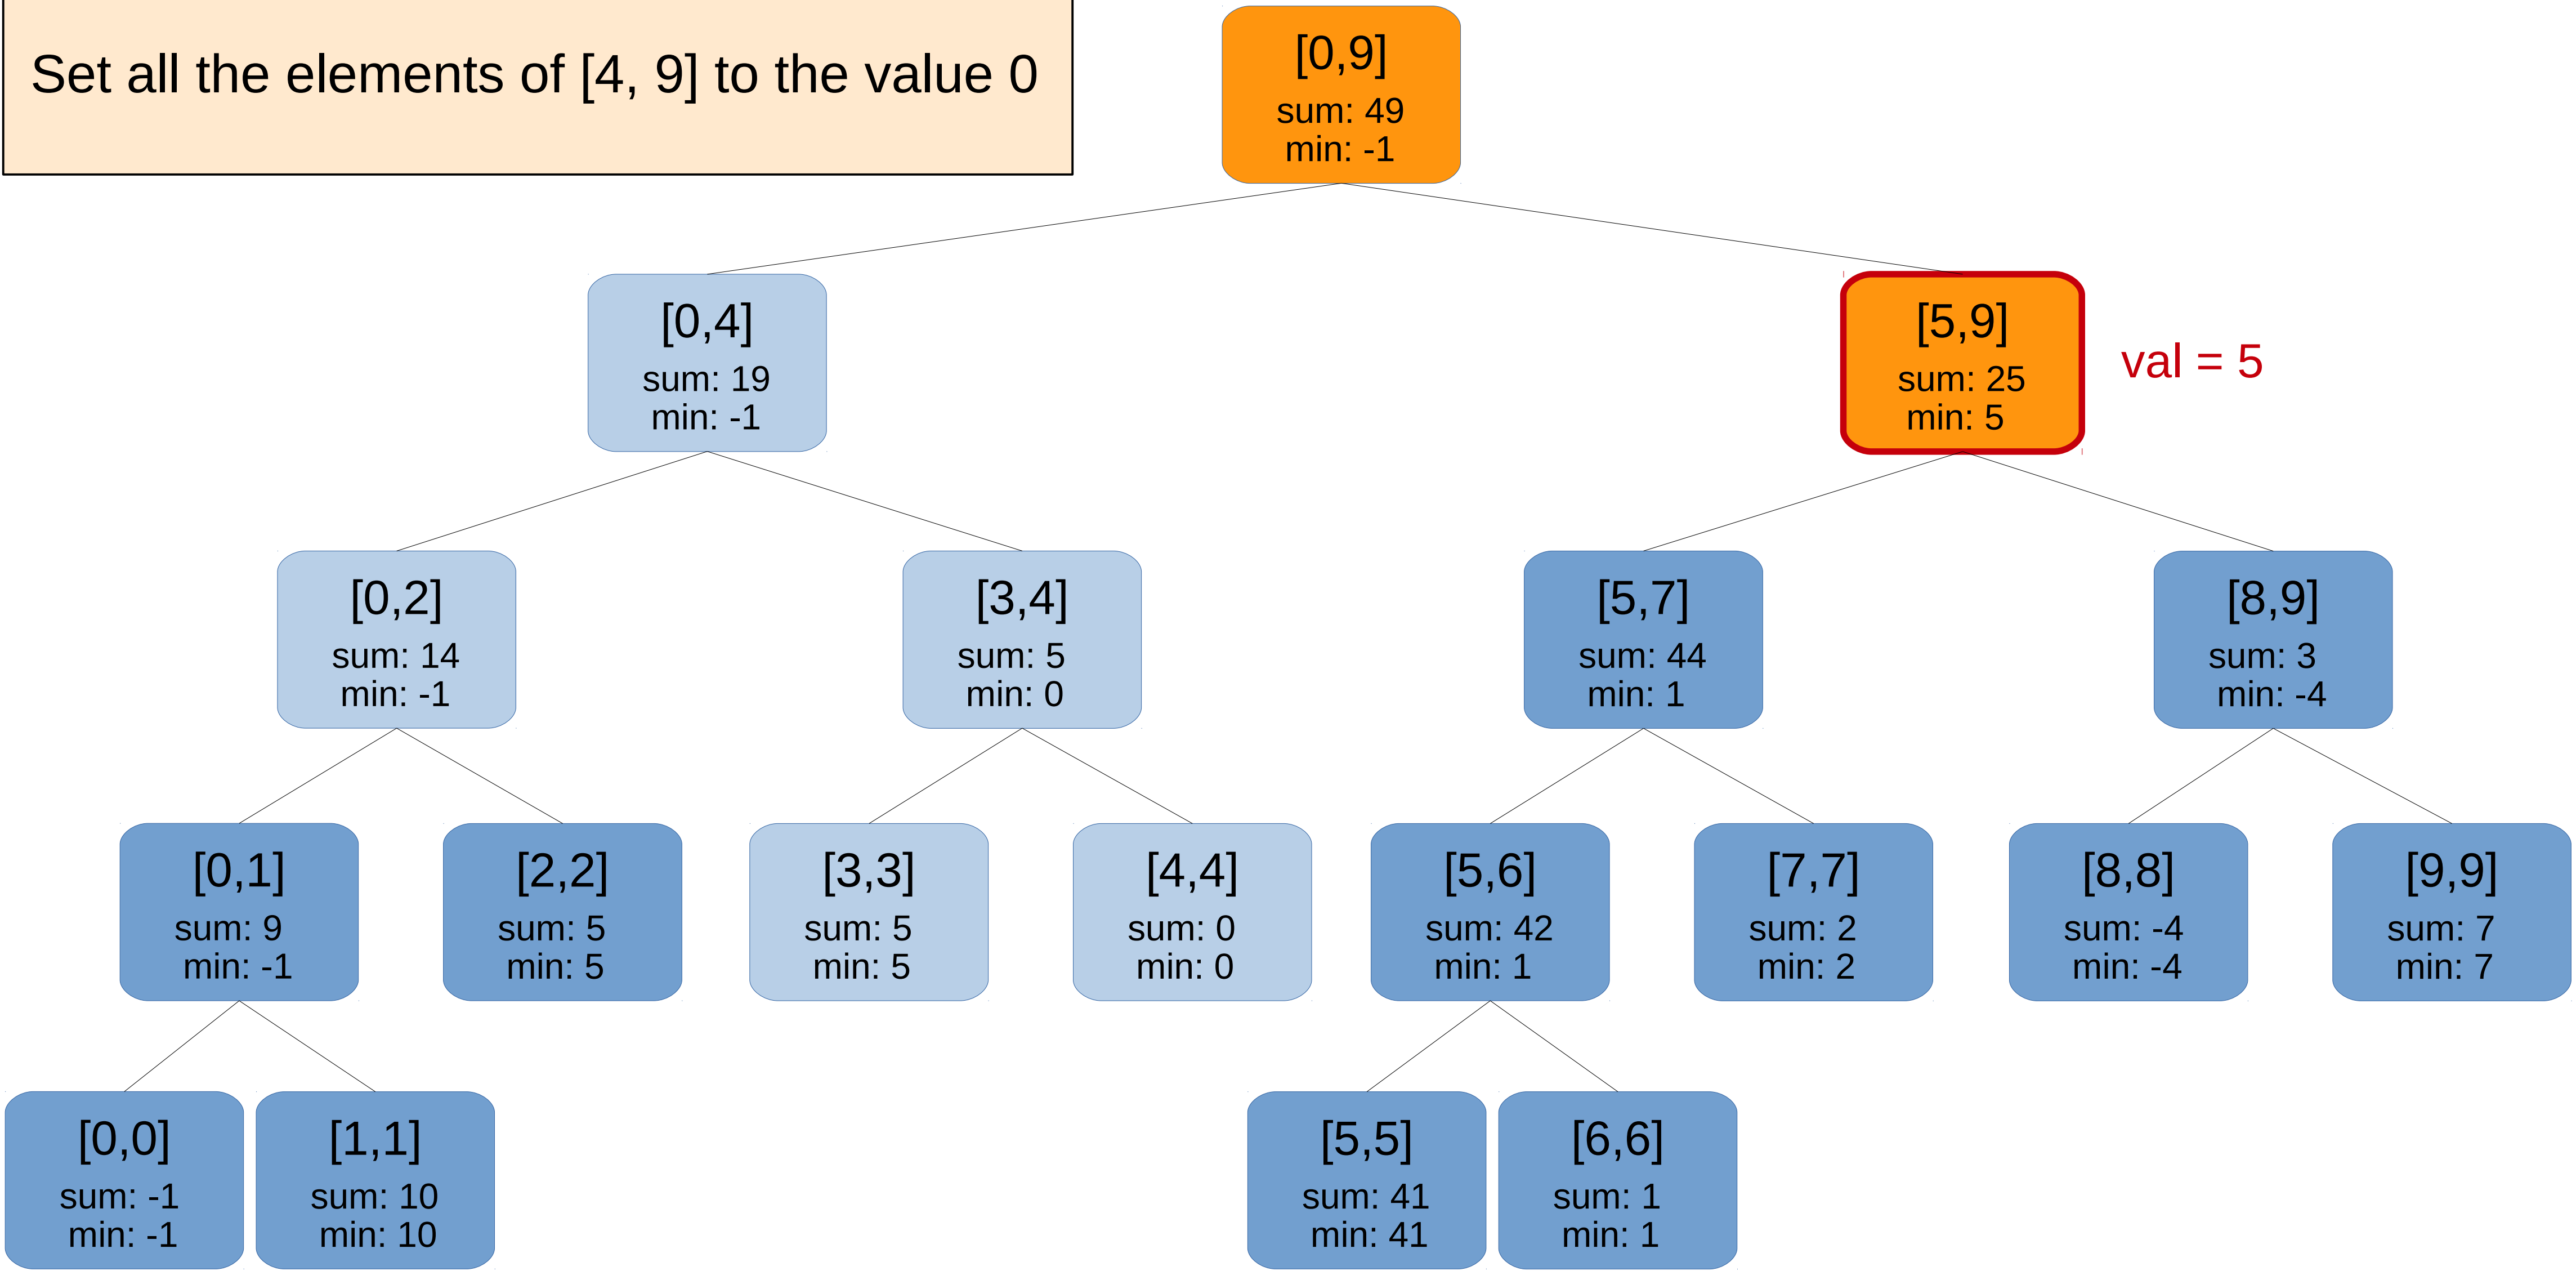 Set all the elements of [4, 9] to the value 0
[0,9]
sum: 49
min: -1
[0,4]
sum: 19
min: -1
[5,9]
sum: 25
min: 5
val = 5
[0,2]
sum: 14
min: -1
[3,4]
sum: 5
min: 0
[5,7]
sum: 44
min: 1
[8,9]
sum: 3
min: -4
[0,1]
sum: 9
min: -1
[2,2]
sum: 5
min: 5
[3,3]
sum: 5
min: 5
[4,4]
sum: 0
min: 0
[5,6]
sum: 42
min: 1
[7,7]
sum: 2
min: 2
[8,8]
sum: -4
min: -4
[9,9]
sum: 7
min: 7
[0,0]
sum: -1
min: -1
[1,1]
sum: 10
min: 10
[5,5]
sum: 41
min: 41
[6,6]
sum: 1
min: 1